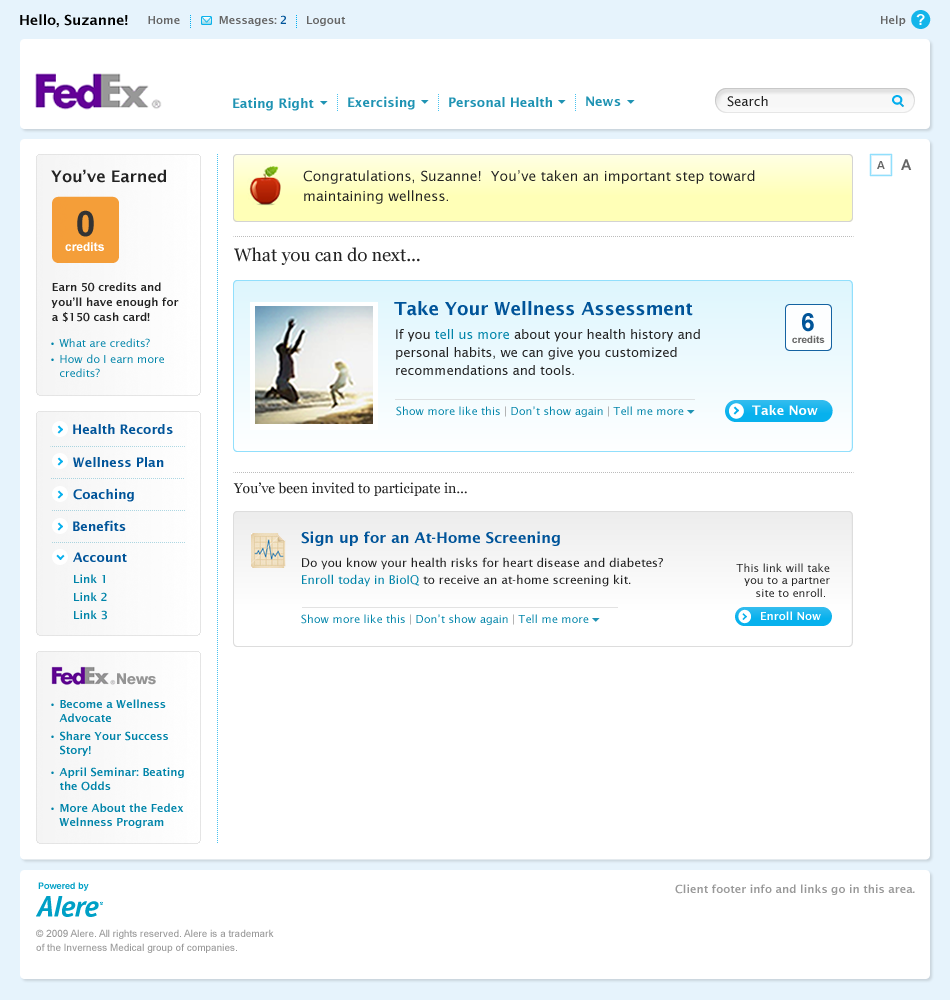 Hello, Suzanne! Home Messages: 2 Logout Help ?
FedEx ®
Eating Right Exercising Personal Health News Search
You've Earned
0
credits
Earn 50 credits and
you'll have enough for
a $150 cash card!
• What are credits?
• How do I earn more
credits?
Health Records
Wellness Plan
Coaching
Benefits
Account
Link 1
Link 2
Link 3
FedEx ® News
• Become a Wellness
Advocate
• Share Your Success
Story!
• April Seminar: Beating
the Odds
• More About the Fedex
Welnness Program
Congratulations, Suzanne! You've taken an important step toward
maintaining wellness.
A A
What you can do next...
Take Your Wellness Assessment
If you tell us more about your health history and
personal habits, we can give you customized
recommendations and tools.
6
credits
Show more like this | Don't show again | Tell me more
Take Now
You've been invited to participate in...
Sign up for an At-Home Screening
Do you know your health risks for heart disease and diabetes?
Enroll today in BioIQ to receive an at-home screening kit.
This link will take
you to a partner
site to enroll.
Show more like this | Don't show again | Tell me more
Enroll Now
Powered by
Alere™
© 2009 Alere. All rights reserved. Alere is a trademark
of the Inverness Medical group of companies.
Client footer info and links go in this area.